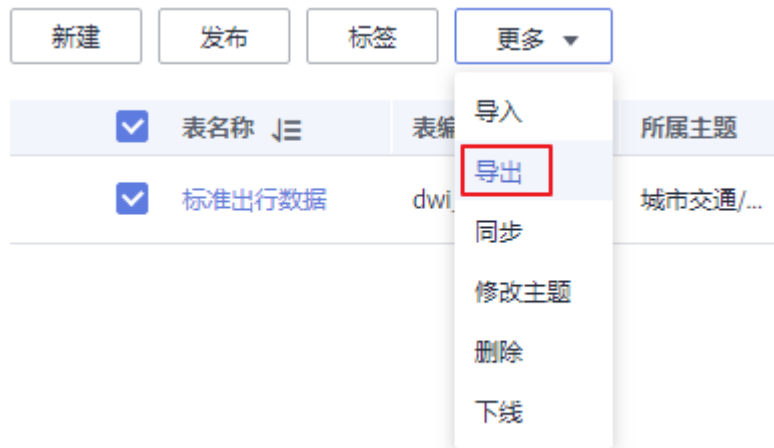 新建 发布 标签 更多
表名称 表编 所属主题
标准出行数据 dwi_ 城市交通/...
导入
导出
同步
修改主题
删除
下线